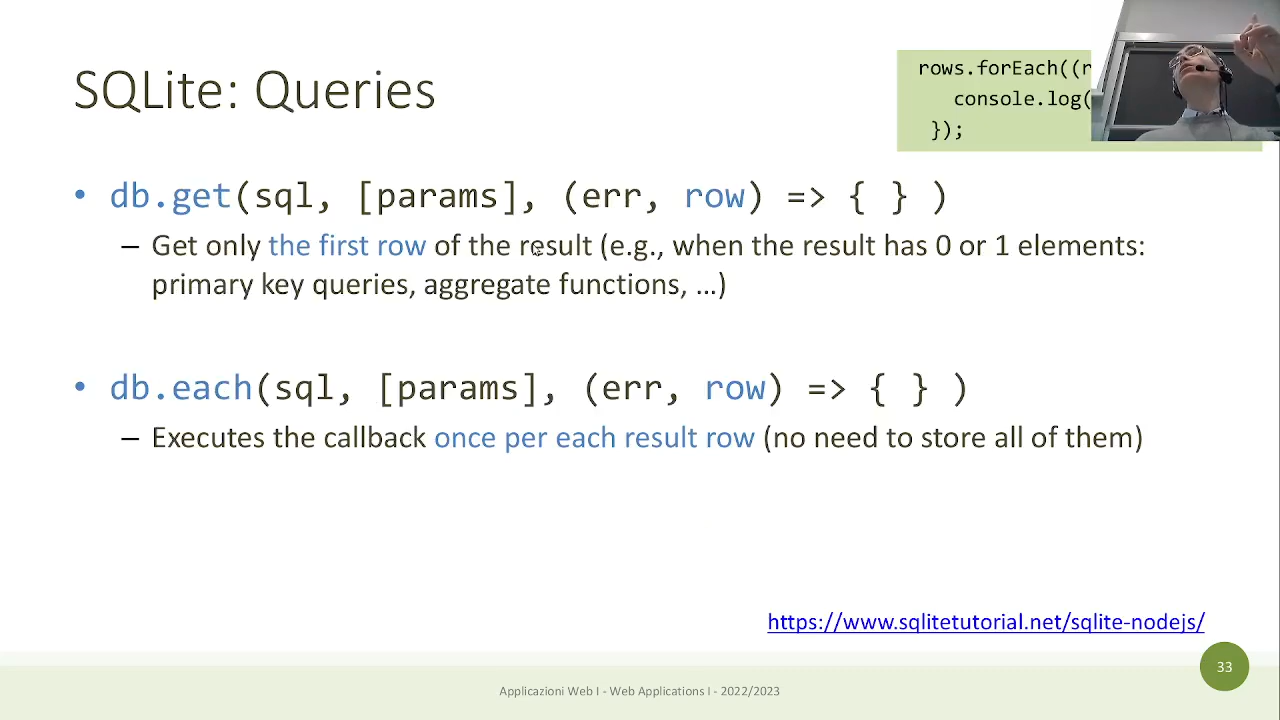 SQLite: Queries
rows.forEach((r
console.log(
});
• db.get(sql, [params], (err, row) => { } )
– Get only the first row of the result (e.g., when the result has 0 or 1 elements:
primary key queries, aggregate functions, …)
• db.each(sql, [params], (err, row) => { } )
– Executes the callback once per each result row (no need to store all of them)
https://www.sqlitetutorial.net/sqlite-nodejs/
33
Applicazioni Web I - Web Applications I - 2022/2023